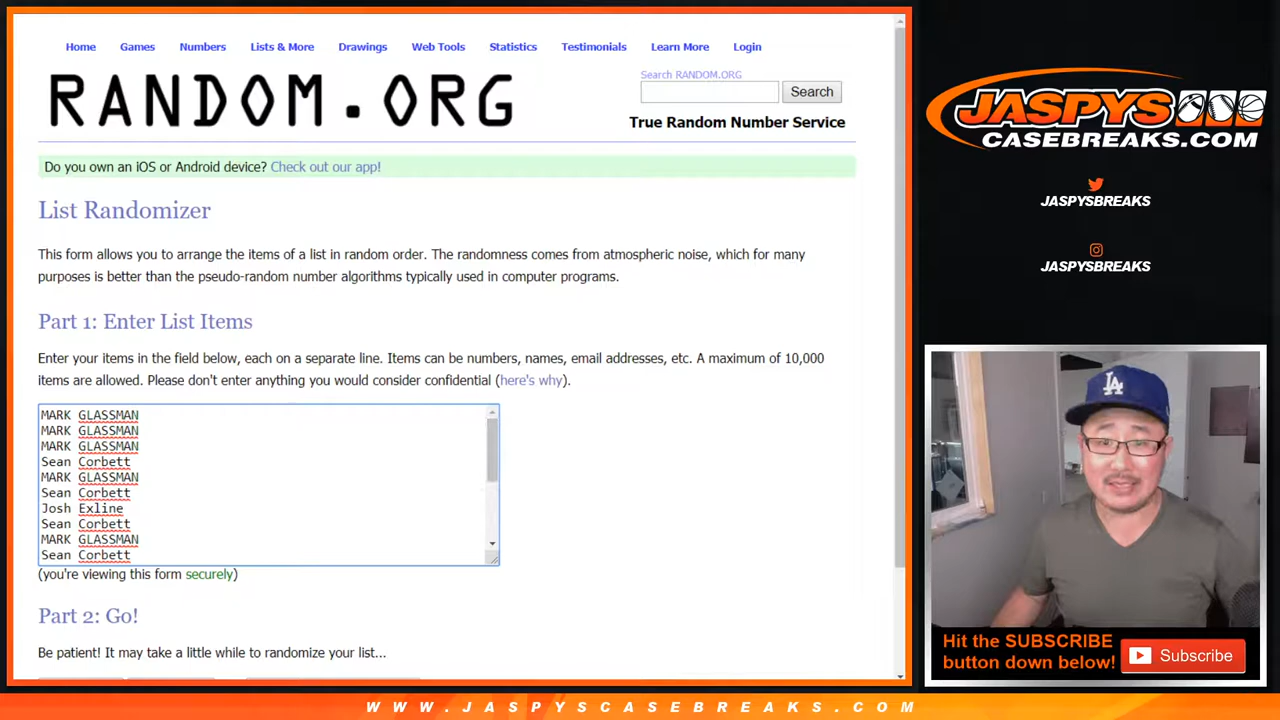 Home Games Numbers Lists & More Drawings Web Tools Statistics Testimonials Learn More Login
RANDOM.ORG
Search RANDOM.ORG
Search
True Random Number Service
Do you own an iOS or Android device? Check out our app!
List Randomizer
This form allows you to arrange the items of a list in random order. The randomness comes from atmospheric noise, which for many
purposes is better than the pseudo-random number algorithms typically used in computer programs.
Part 1: Enter List Items
Enter your items in the field below, each on a separate line. Items can be numbers, names, email addresses, etc. A maximum of 10,000
items are allowed. Please don't enter anything you would consider confidential (here's why).
MARK GLASSMAN
MARK GLASSMAN
MARK GLASSMAN
Sean Corbett
MARK GLASSMAN
Sean Corbett
Josh Exline
Sean Corbett
MARK GLASSMAN
Sean Corbett
(you're viewing this form securely)
Part 2: Go!
Be patient! It may take a little while to randomize your list...
JASPYS
CASEBREAKS.COM
JASPYSBREAKS
JASPYSBREAKS
LA
Hit the SUBSCRIBE
button down below!
Subscribe
WWW.JASPYSCASEBREAKS.COM